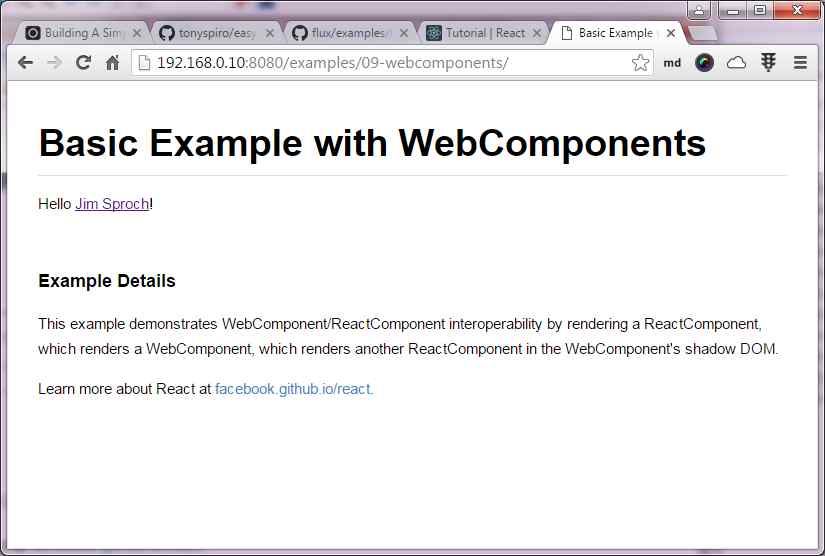 Building A Sim
tonyspiro/easy
flux/examples/
Tutorial | React
Basic Example
192.168.0.10:8080/examples/09-webcomponents/
md
Basic Example with WebComponents
Hello Jim Sproch!
Example Details
This example demonstrates WebComponent/ReactComponent interoperability by rendering a ReactComponent,
which renders a WebComponent, which renders another ReactComponent in the WebComponent's shadow DOM.
Learn more about React at facebook.github.io/react.